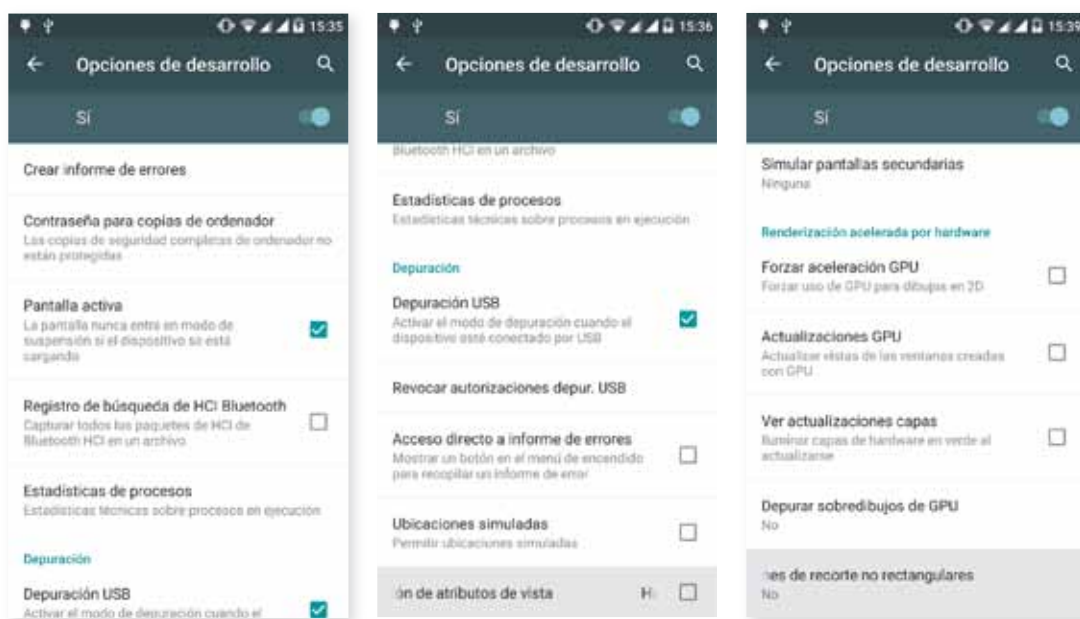 15:35
Opciones de desarrollo
Sí
Crear informe de errores
Contraseña para copias de ordenador
Las copias de seguridad completas de ordenador no
están protegidas
Pantalla activa
La pantalla nunca entra en modo de
suspensión si el dispositivo se está
cargando
Registro de búsqueda de HCI Bluetooth
Capturar todos los paquetes de HCI de
Bluetooth HCI en un archivo
Estadísticas de procesos
Estadísticas técnicas sobre procesos en ejecución
Depuración
Depuración USB
Activar el modo de depuración cuando el
15:36
Opciones de desarrollo
Sí
Bluetooth HCI en un archivo
Estadísticas de procesos
Estadísticas técnicas sobre procesos en ejecución
Depuración
Depuración USB
Activar el modo de depuración cuando el
dispositivo esté conectado por USB
Revocar autorizaciones depur. USB
Acceso directo a informe de errores
Mostrar un botón en el menú de encendido
para recopilar un informe de error
Ubicaciones simuladas
Permitir ubicaciones simuladas
ón de atributos de vista H
15:39
Opciones de desarrollo
Sí
Simular pantallas secundarias
Ninguna
Renderización acelerada por hardware
Forzar aceleración GPU
Forzar uso de GPU para dibujos en 2D
Actualizaciones GPU
Actualizar vistas de las ventanas creadas
con GPU
Ver actualizaciones capas
Iluminar capas de hardware en verde al
actualizarse
Depurar sobredibujos de GPU
No
nes de recorte no rectangulares
No